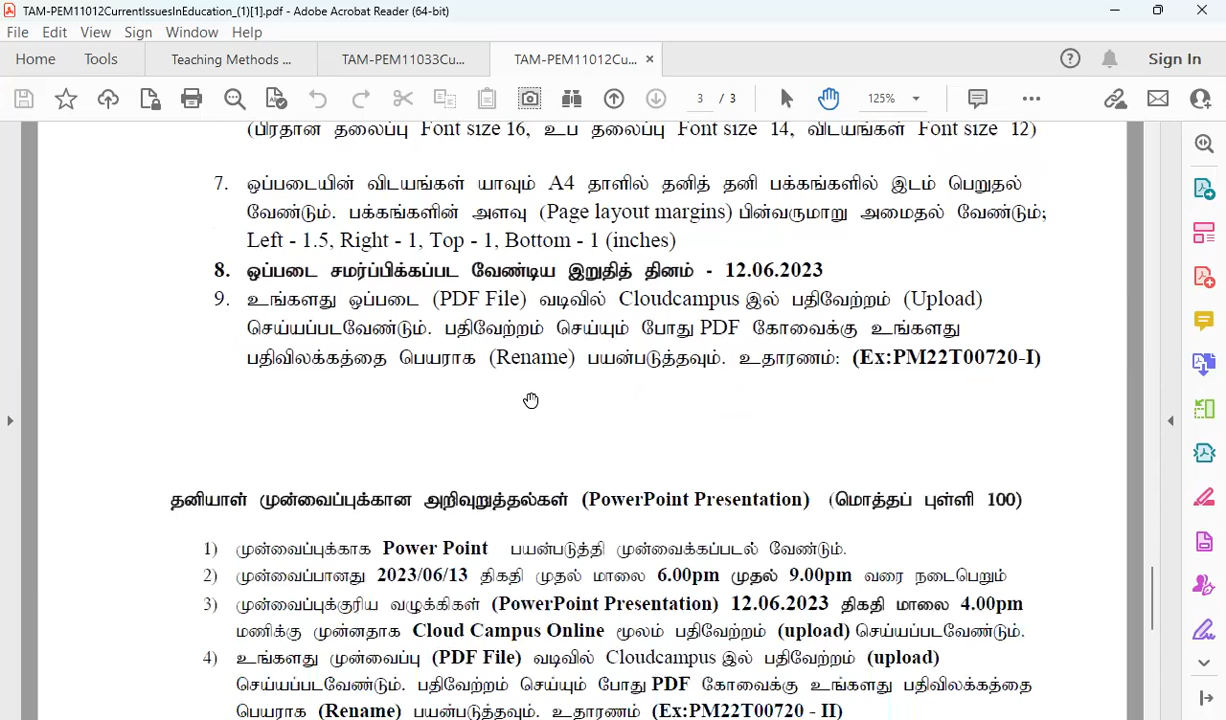 TAM-PEM11012CurrentIssuesInEducation_(1)[1].pdf - Adobe Acrobat Reader (64-bit)
File Edit View Sign Window Help
Home Tools Teaching Methods ... TAM-PEM11033Cu... TAM-PEM11012Cu... × Sign In
3 / 3 125%
(பிரதான தலைப்பு Font size 16, உப தலைப்பு Font size 14, விடயங்கள் Font size 12)
7. ஒப்படையின் விடயங்கள் யாவும் A4 தாளில் தனித் தனி பக்கங்களில் இடம் பெறுதல்
வேண்டும். பக்கங்களின் அளவு (Page layout margins) பின்வருமாறு அமைதல் வேண்டும்;
Left - 1.5, Right - 1, Top - 1, Bottom - 1 (inches)
8. ஒப்படை சமர்ப்பிக்கப்பட வேண்டிய இறுதித் தினம் - 12.06.2023
9. உங்களது ஒப்படை (PDF File) வடிவில் Cloudcampus இல் பதிவேற்றம் (Upload)
செய்யப்படவேண்டும். பதிவேற்றம் செய்யும் போது PDF கோவைக்கு உங்களது
பதிவிலக்கத்தை பெயராக (Rename) பயன்படுத்தவும். உதாரணம்: (Ex:PM22T00720-I)
தனியாள் முன்வைப்புக்கான அறிவுறுத்தல்கள் (PowerPoint Presentation) (மொத்தப் புள்ளி 100)
1) முன்வைப்புக்காக Power Point பயன்படுத்தி முன்வைக்கப்படல் வேண்டும்.
2) முன்வைப்பானது 2023/06/13 திகதி முதல் மாலை 6.00pm முதல் 9.00pm வரை நடைபெறும்
3) முன்வைப்புக்குரிய வழுக்கிகள் (PowerPoint Presentation) 12.06.2023 திகதி மாலை 4.00pm
மணிக்கு முன்னதாக Cloud Campus Online மூலம் பதிவேற்றம் (upload) செய்யப்படவேண்டும்.
4) உங்களது முன்வைப்பு (PDF File) வடிவில் Cloudcampus இல் பதிவேற்றம் (upload)
செய்யப்படவேண்டும். பதிவேற்றம் செய்யும் போது PDF கோவைக்கு உங்களது பதிவிலக்கத்தை
பெயராக (Rename) பயன்படுத்தவும். உதாரணம் (Ex:PM22T00720 - II)